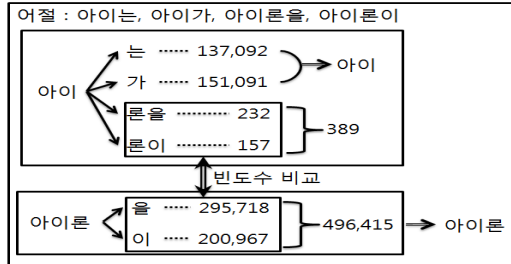 어절 : 아이는, 아이가, 아이론을, 아이론이
는 ······ 137,092
가 ······ 151,091
아이
아이
론을 ·········· 232
론이 ·········· 157
389
빈도수 비교
아이론
을 ····· 295,718
이 ····· 200,967
496,415
아이론